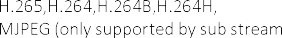 H.265,H.264,H.264B,H.264H,
MJPEG (only supported by sub stream